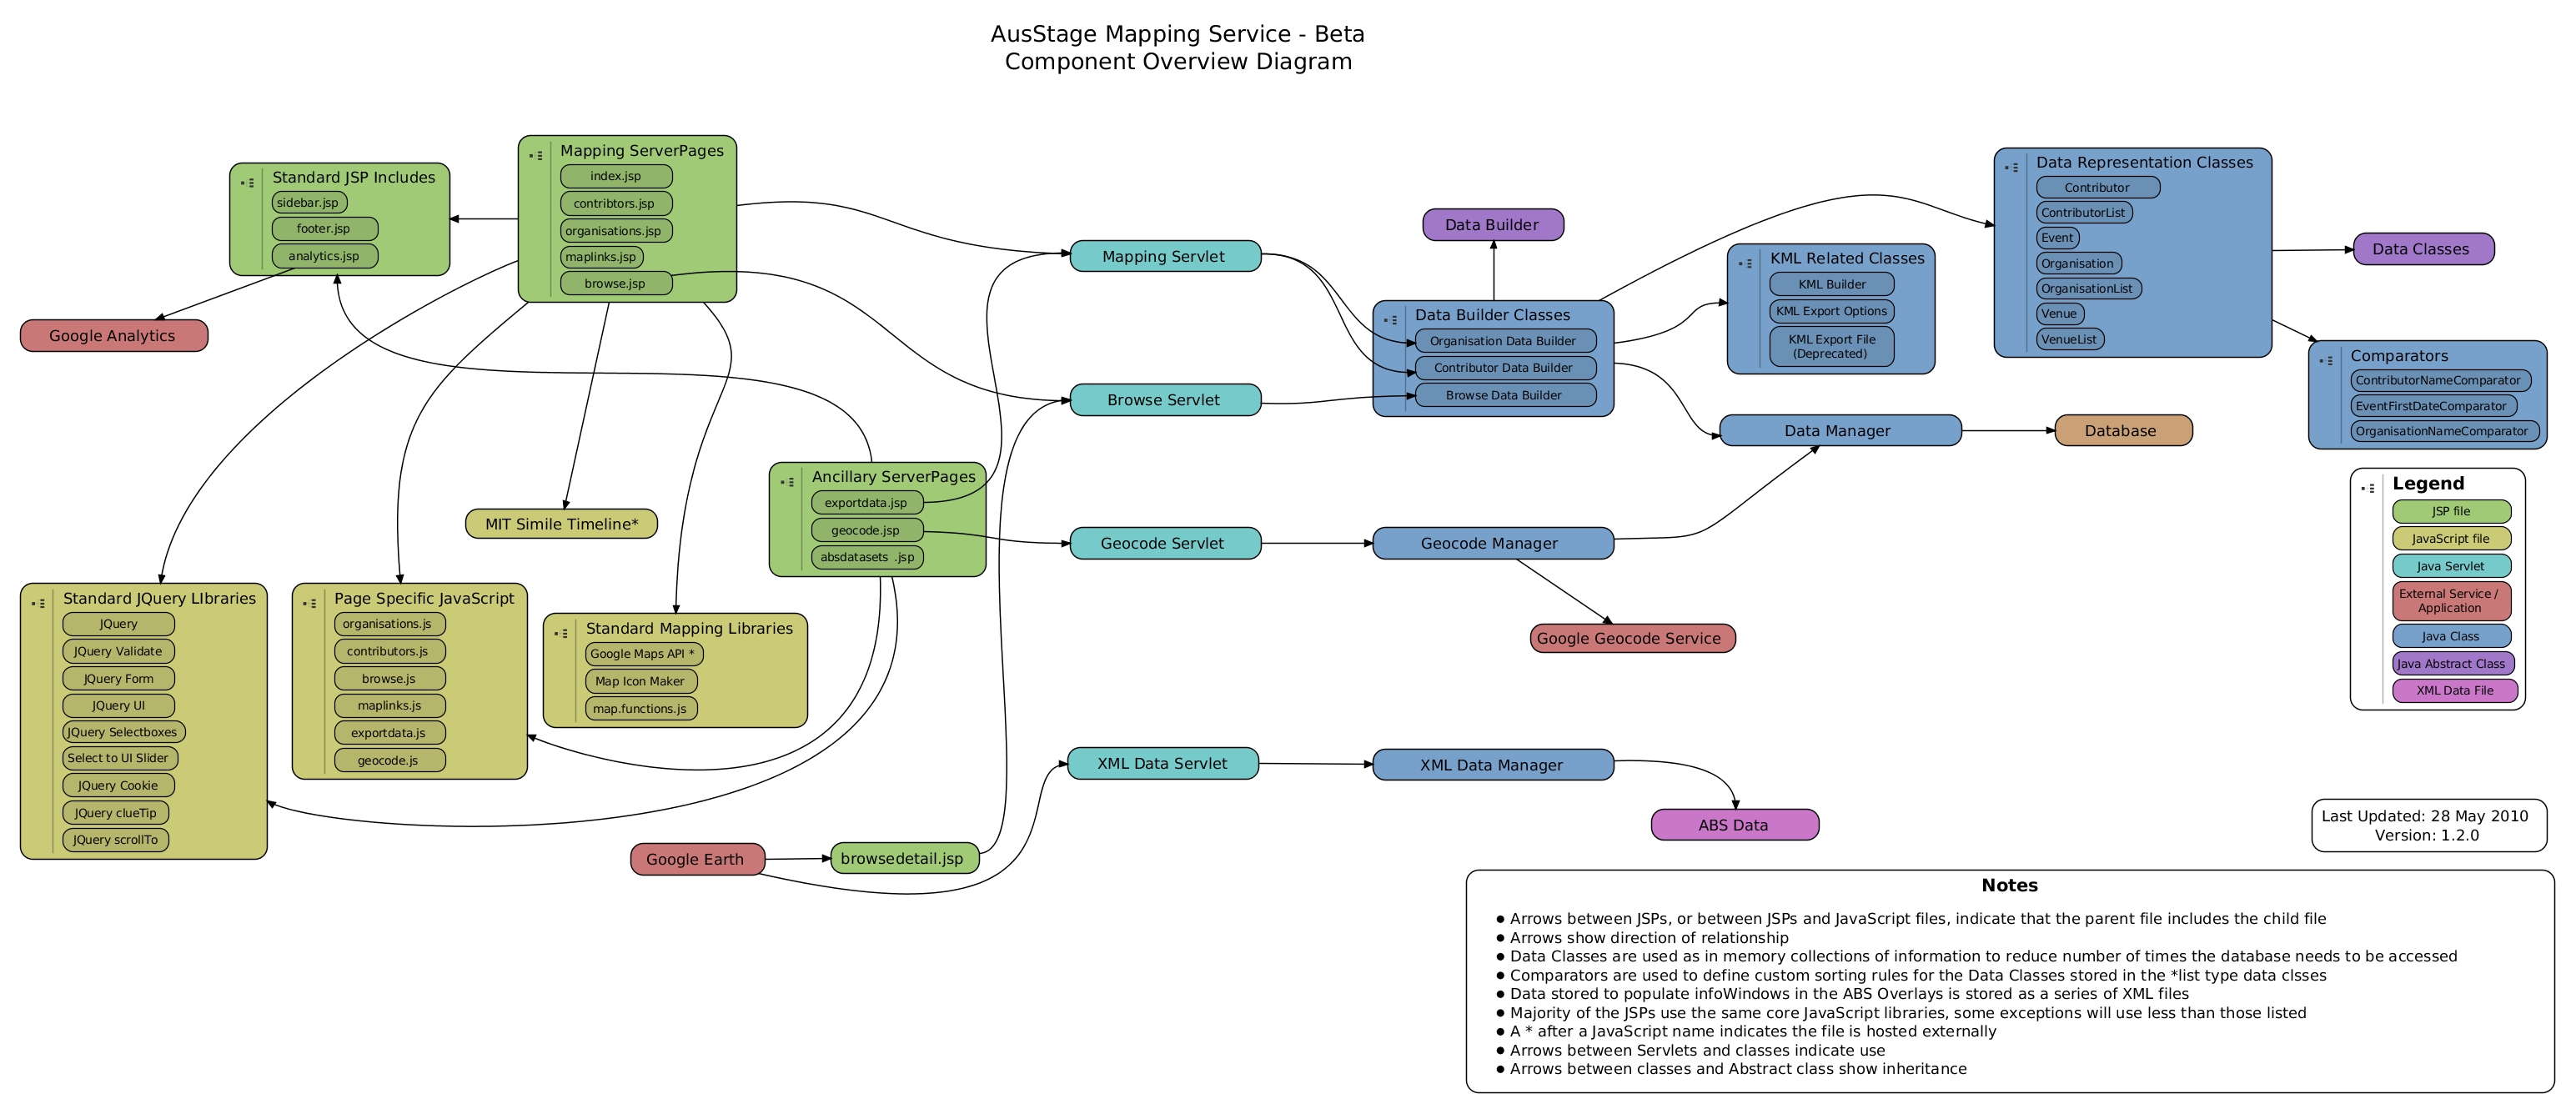 AusStage Mapping Service - Beta
Component Overview Diagram
Standard JSP Includes
sidebar.jsp
footer.jsp
analytics.jsp
Google Analytics
Mapping ServerPages
index.jsp
contribtors.jsp
organisations.jsp
maplinks.jsp
browse.jsp
MIT Simile Timeline*
Standard JQuery LIbraries
JQuery
JQuery Validate
JQuery Form
JQuery UI
JQuery Selectboxes
Select to UI Slider
JQuery Cookie
JQuery clueTip
JQuery scrollTo
Page Specific JavaScript
organisations.js
contributors.js
browse.js
maplinks.js
exportdata.js
geocode.js
Standard Mapping Libraries
Google Maps API *
Map Icon Maker
map.functions.js
Ancillary ServerPages
exportdata.jsp
geocode.jsp
absdatasets .jsp
Google Earth
browsedetail.jsp
Mapping Servlet
Browse Servlet
Geocode Servlet
XML Data Servlet
Data Builder
Data Builder Classes
Organisation Data Builder
Contributor Data Builder
Browse Data Builder
Geocode Manager
Google Geocode Service
XML Data Manager
ABS Data
KML Related Classes
KML Builder
KML Export Options
KML Export File
(Deprecated)
Data Manager
Database
Data Representation Classes
Contributor
ContributorList
Event
Organisation
OrganisationList
Venue
VenueList
Data Classes
Comparators
ContributorNameComparator
EventFirstDateComparator
OrganisationNameComparator
Legend
JSP file
JavaScript file
Java Servlet
External Service /
Application
Java Class
Java Abstract Class
XML Data File
Last Updated: 28 May 2010
Version: 1.2.0
Notes
● Arrows between JSPs, or between JSPs and JavaScript files, indicate that the parent file includes the child file
● Arrows show direction of relationship
● Data Classes are used as in memory collections of information to reduce number of times the database needs to be accessed
● Comparators are used to define custom sorting rules for the Data Classes stored in the *list type data clsses
● Data stored to populate infoWindows in the ABS Overlays is stored as a series of XML files
● Majority of the JSPs use the same core JavaScript libraries, some exceptions will use less than those listed
● A * after a JavaScript name indicates the file is hosted externally
● Arrows between Servlets and classes indicate use
● Arrows between classes and Abstract class show inheritance